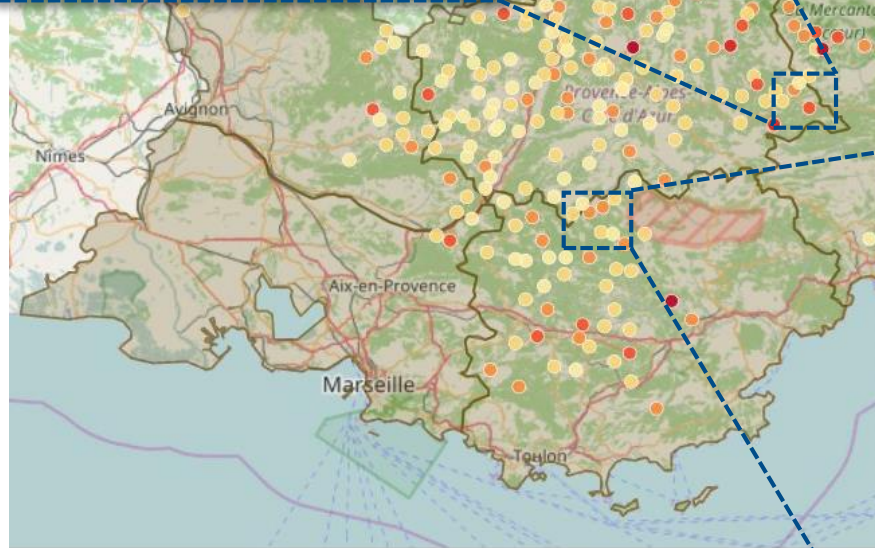 Mercant
Avignon
Provence-Alpes-
Côte d'Azur
Nîmes
Aix-en-Provence
Marseille
Toulon